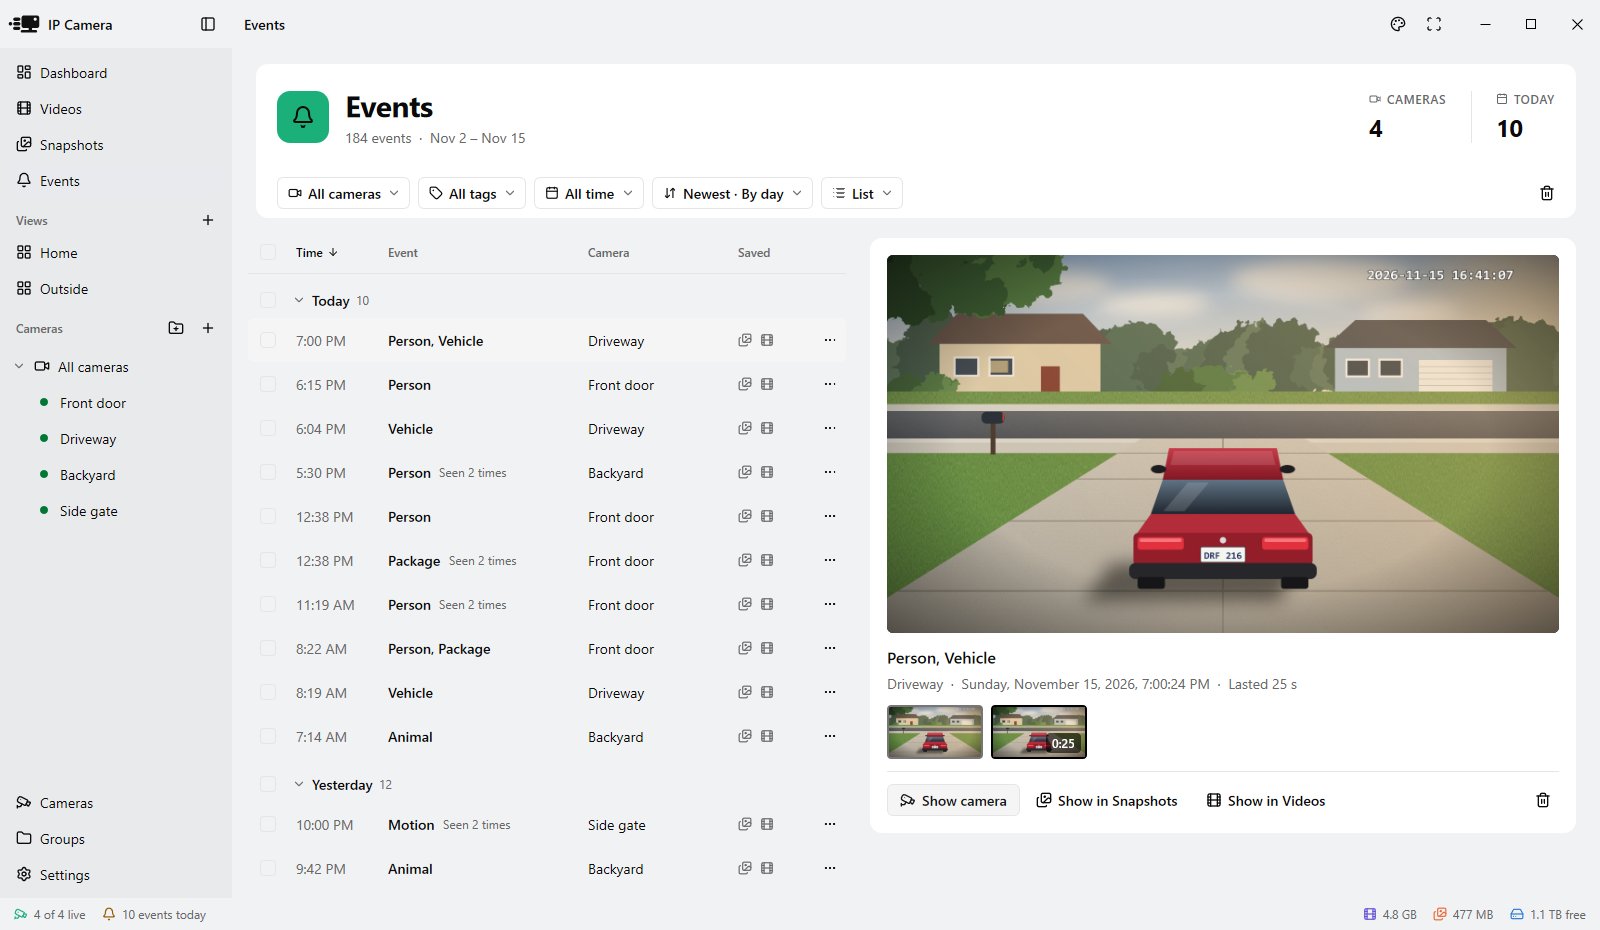 IP Camera
Events
Dashboard
Videos
Snapshots
Events
Views
Home
Outside
Cameras
All cameras
Front door
Driveway
Backyard
Side gate
Cameras
Groups
Settings
Events
184 events · Nov 2 – Nov 15
CAMERAS
4
TODAY
10
All cameras
All tags
All time
Newest · By day
List
Time Event Camera Saved
Today 10
7:00 PM Person, Vehicle Driveway
6:15 PM Person Front door
6:04 PM Vehicle Driveway
5:30 PM Person Seen 2 times Backyard
12:38 PM Person Front door
12:38 PM Package Seen 2 times Front door
11:19 AM Person Seen 2 times Front door
8:22 AM Person, Package Front door
8:19 AM Vehicle Driveway
7:14 AM Animal Backyard
Yesterday 12
10:00 PM Motion Seen 2 times Side gate
9:42 PM Animal Backyard
2026-11-15 16:41:07
DRF 216
Person, Vehicle
Driveway · Sunday, November 15, 2026, 7:00:24 PM · Lasted 25 s
0:25
Show camera
Show in Snapshots
Show in Videos
4 of 4 live
10 events today
4.8 GB
477 MB
1.1 TB free